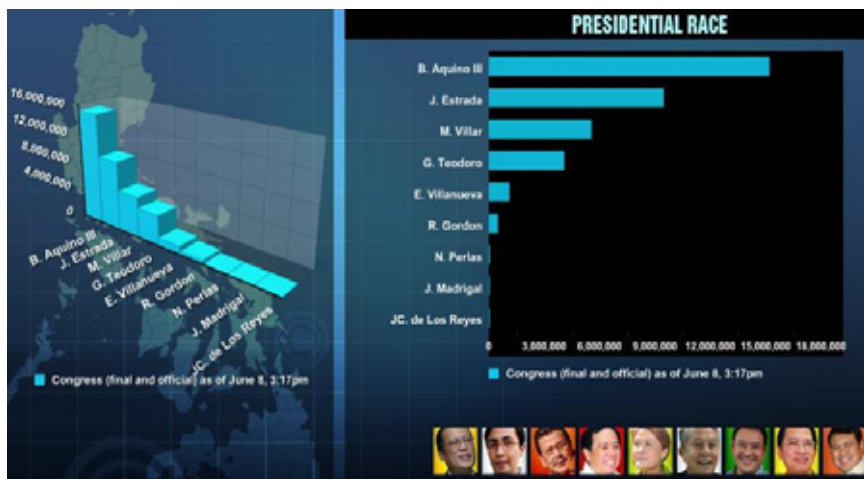 16,000,000
12,000,000
8,000,000
4,000,000
0
B. Aquino III
J. Estrada
M. Villar
G. Teodoro
E. Villanueva
R. Gordon
N. Perlas
J. Madrigal
JC. de Los Reyes
Congress (final and official) as of June 8, 3:17pm
PRESIDENTIAL RACE
B. Aquino III
J. Estrada
M. Villar
G. Teodoro
E. Villanueva
R. Gordon
N. Perlas
J. Madrigal
JC. de Los Reyes
0 3,000,000 6,000,000 9,000,000 12,000,000 15,000,000 18,000,000
Congress (final and official) as of June 8, 3:17pm